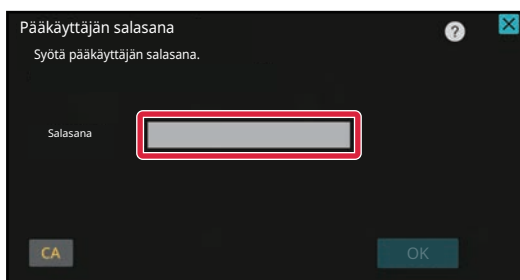 Pääkäyttäjän salasana
?
Syötä pääkäyttäjän salasana.
Salasana
CA
OK